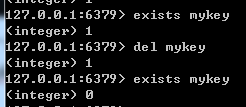 127.0.0.1:6379> exists mykey
(integer) 1
127.0.0.1:6379> del mykey
(integer) 1
127.0.0.1:6379> exists mykey
(integer) 0